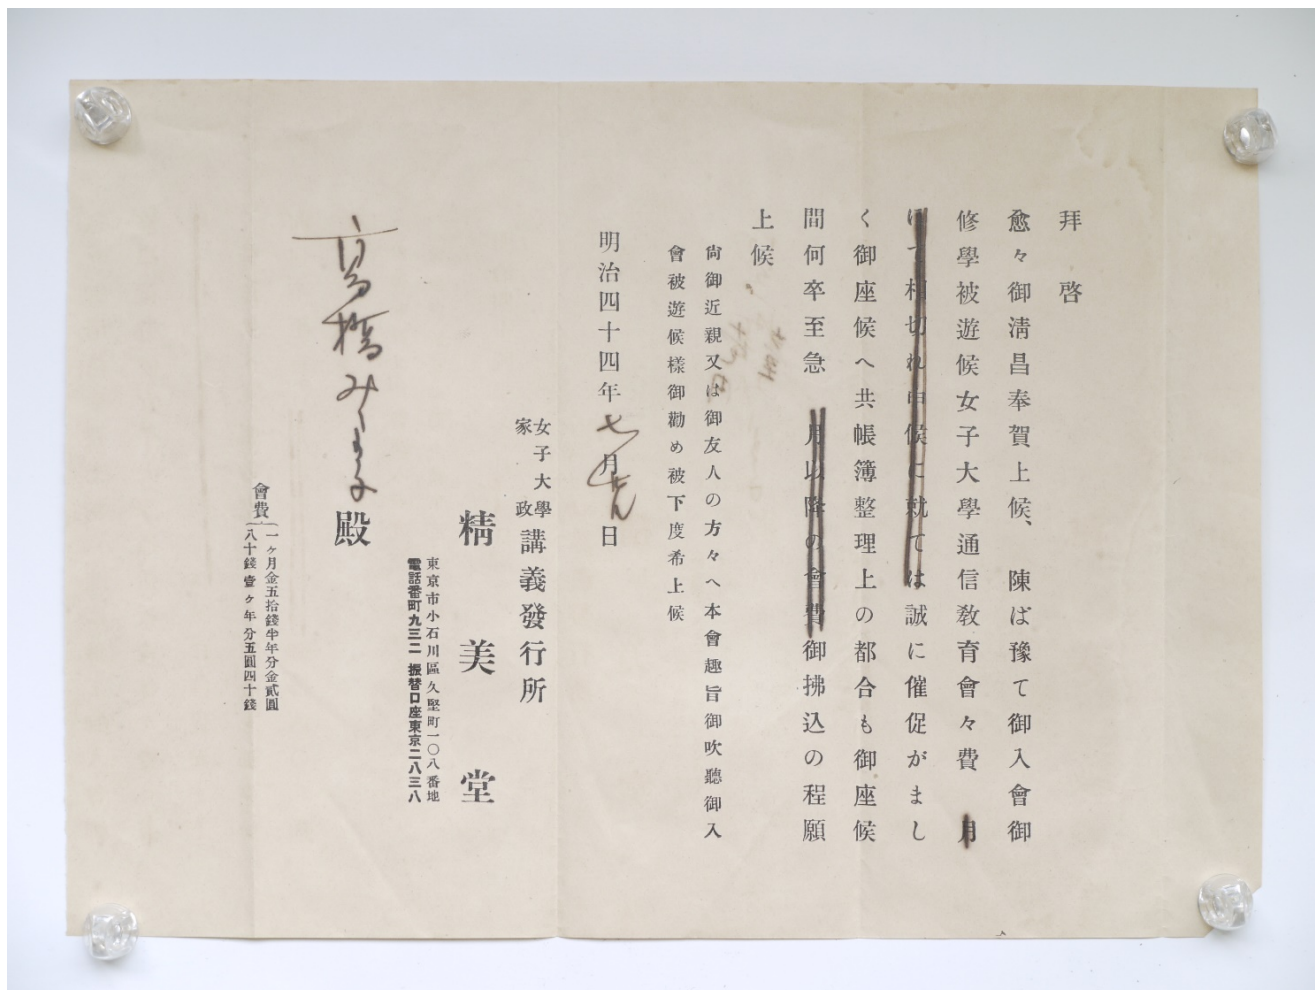 拜啓
愈々御淸昌奉賀上候、陳ば豫て御入會御
修學被遊候女子大學通信敎育會々費　月
けて相切れ申候に就ては誠に催促がまし
く御座候へ共帳簿整理上の都合も御座候
間何卒至急　月以降の會費御拂込の程願
上候
尙御近親又は御友人の方々へ本會趣旨御吹聽御入
會被遊候樣御勸め被下度希上候
明治四十四年七月　日
女子大學
家政
講義發行所
精美堂
東京市小石川區久堅町一〇八番地
電話番町九三二　振替口座東京二八三八
高橋み子殿
會費
一ヶ月金五拾錢半年分金貳圓
八十錢壹ヶ年分五圓四十錢